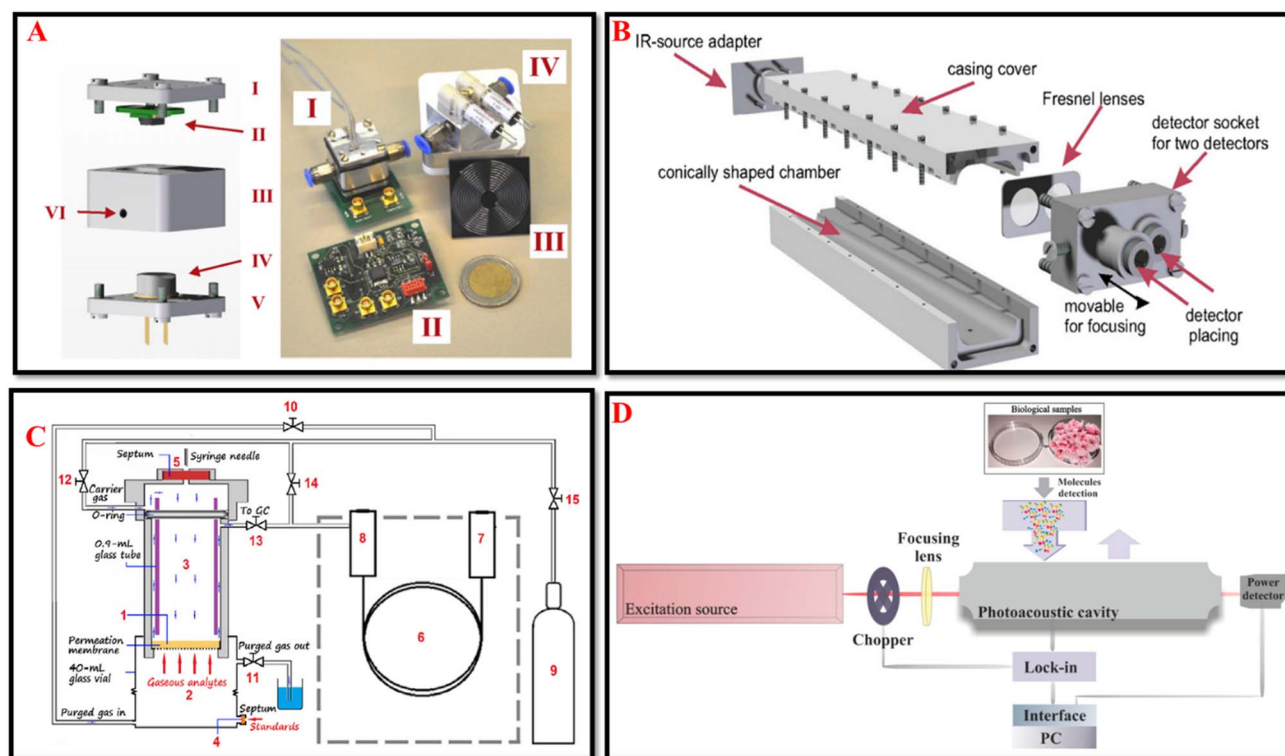 A
I
II
III
VI
IV
V
I
IV
III
II
B
IR-source adapter
casing cover
Fresnel lenses
detector socket
for two detectors
conically shaped chamber
movable
for focusing
detector
placing
C
10
Septum
Syringe needle
5
12
Carrier
gas
14
15
O-ring
To GC
13
8
7
0.9-mL
glass tube
3
1
6
9
Permeation
membrane
Purged gas out
40-mL
glass vial
11
Gaseous analytes
2
Septum
Purged gas in
Standards
4
D
Biological samples
Molecules
detection
Focusing
lens
Excitation source
Chopper
Photoacoustic cavity
Power
detector
Lock-in
Interface
PC